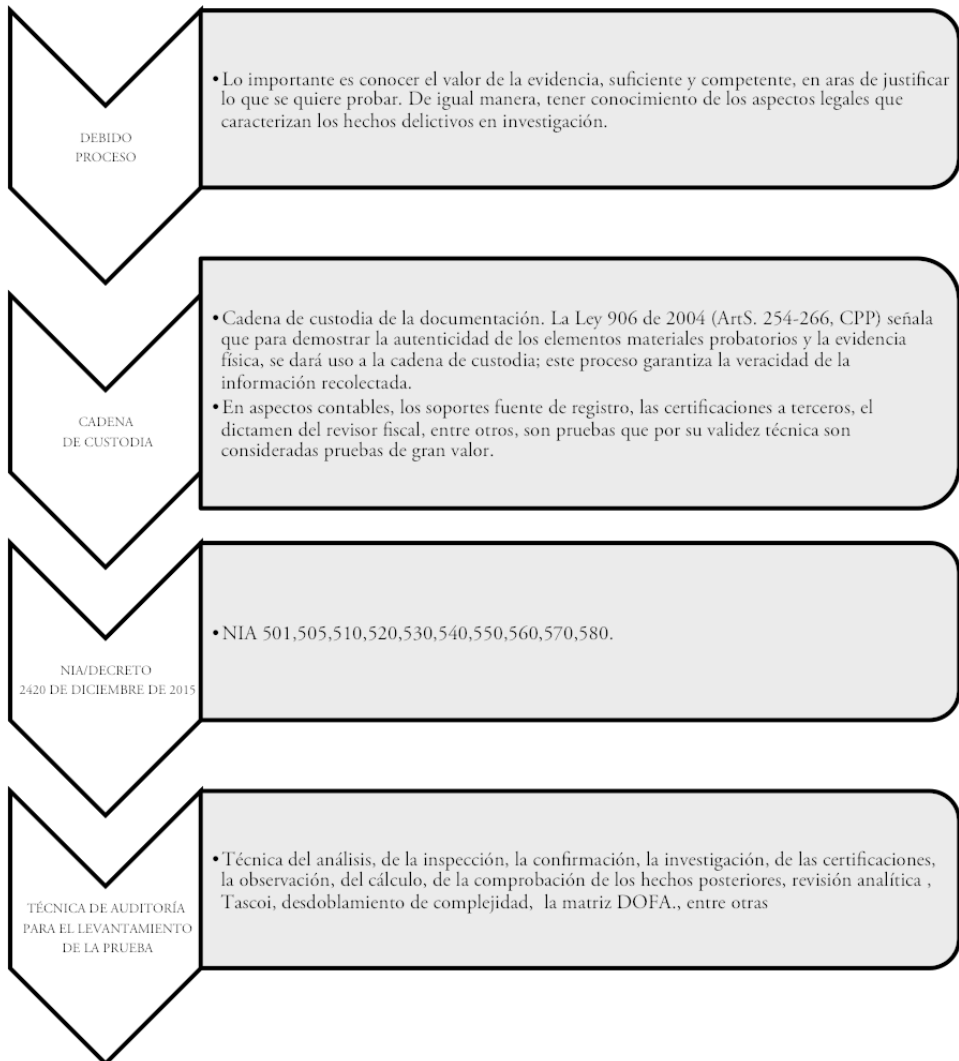 DEBIDO
PROCESO
•Lo importante es conocer el valor de la evidencia, suficiente y competente, en aras de justificar
lo que se quiere probar. De igual manera, tener conocimiento de los aspectos legales que
caracterizan los hechos delictivos en investigación.
CADENA
DE CUSTODIA
•Cadena de custodia de la documentación. La Ley 906 de 2004 (ArtS. 254-266, CPP) señala
que para demostrar la autenticidad de los elementos materiales probatorios y la evidencia
física, se dará uso a la cadena de custodia; este proceso garantiza la veracidad de la
información recolectada.
•En aspectos contables, los soportes fuente de registro, las certificaciones a terceros, el
dictamen del revisor fiscal, entre otros, son pruebas que por su validez técnica son
consideradas pruebas de gran valor.
NIA/DECRETO
2420 DE DICIEMBRE DE 2015
•NIA 501,505,510,520,530,540,550,560,570,580.
TÉCNICA DE AUDITORÍA
PARA EL LEVANTAMIENTO
DE LA PRUEBA
•Técnica del análisis, de la inspección, la confirmación, la investigación, de las certificaciones,
la observación, del cálculo, de la comprobación de los hechos posteriores, revisión analítica ,
Tascoi, desdoblamiento de complejidad, la matriz DOFA., entre otras